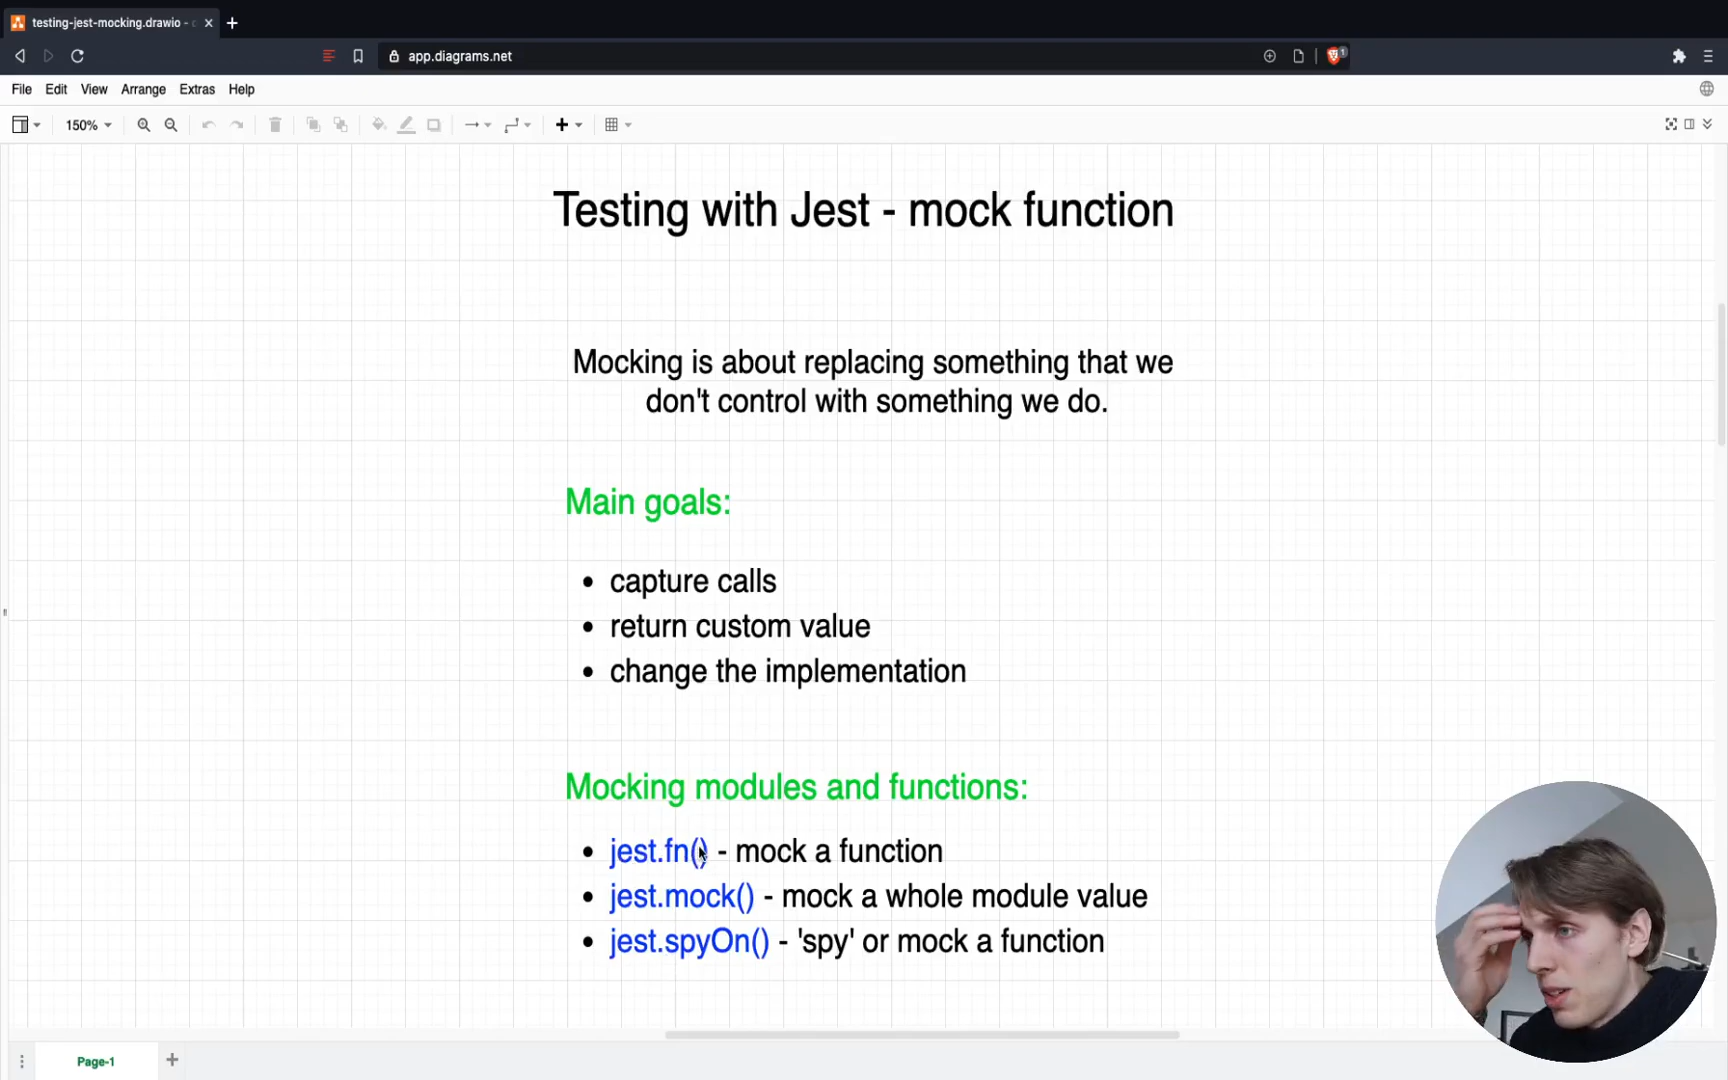 testing-jest-mocking.drawio -
app.diagrams.net
1
File Edit View Arrange Extras Help
150%
Testing with Jest - mock function
Mocking is about replacing something that we
don't control with something we do.
Main goals:
• capture calls
• return custom value
• change the implementation
Mocking modules and functions:
• jest.fn() - mock a function
• jest.mock() - mock a whole module value
• jest.spyOn() - 'spy' or mock a function
Page-1